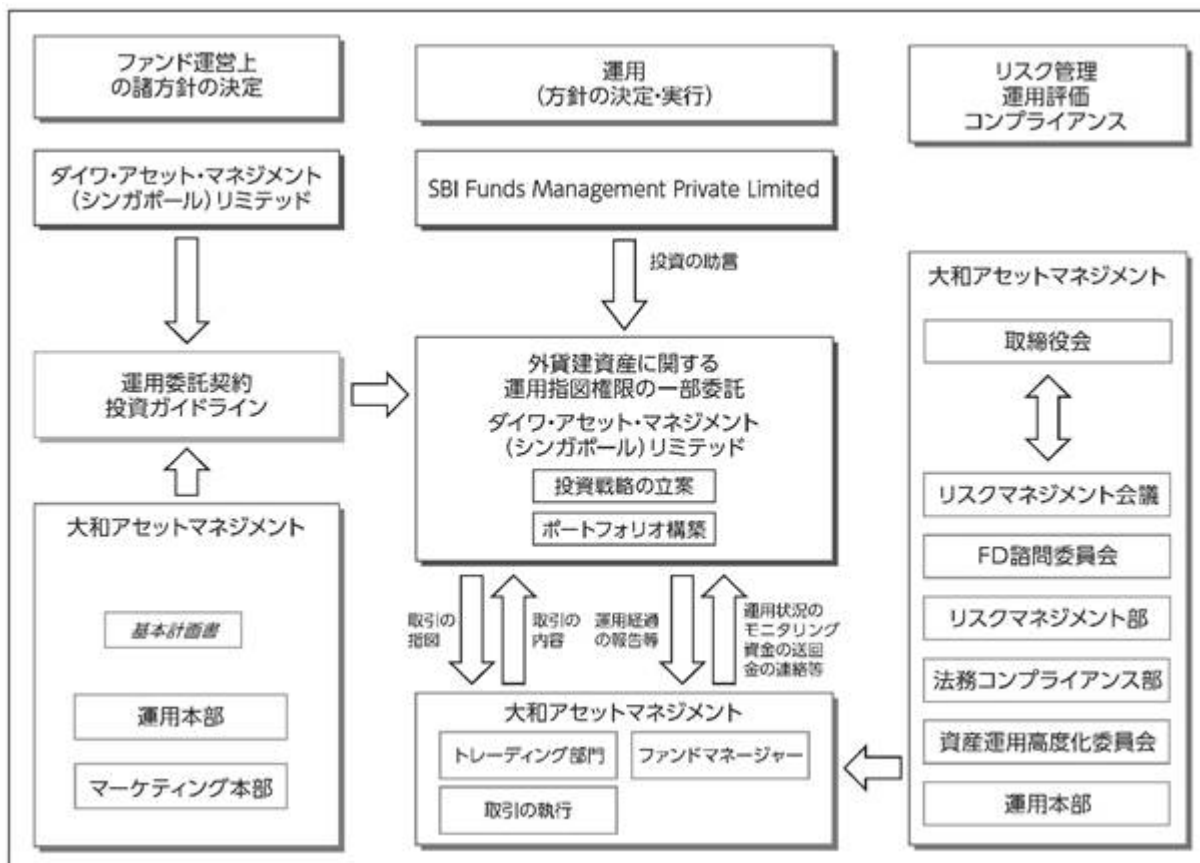 ファンド運営上
の諸方針の決定
ダイワ・アセット・マネジメント
(シンガポール)リミテッド
運用委託契約
投資ガイドライン
大和アセットマネジメント
基本計画書
運用本部
マーケティング本部
運用
(方針の決定・実行)
SBI Funds Management Private Limited
投資の助言
外貨建資産に関する
運用指図権限の一部委託
ダイワ・アセット・マネジメント
(シンガポール)リミテッド
投資戦略の立案
ポートフォリオ構築
取引の
指図
取引の
内容
運用経過
の報告等
運用状況の
モニタリング
資金の送回
金の連絡等
大和アセットマネジメント
トレーディング部門
ファンドマネージャー
取引の執行
リスク管理
運用評価
コンプライアンス
大和アセットマネジメント
取締役会
リスクマネジメント会議
FD諮問委員会
リスクマネジメント部
法務コンプライアンス部
資産運用高度化委員会
運用本部